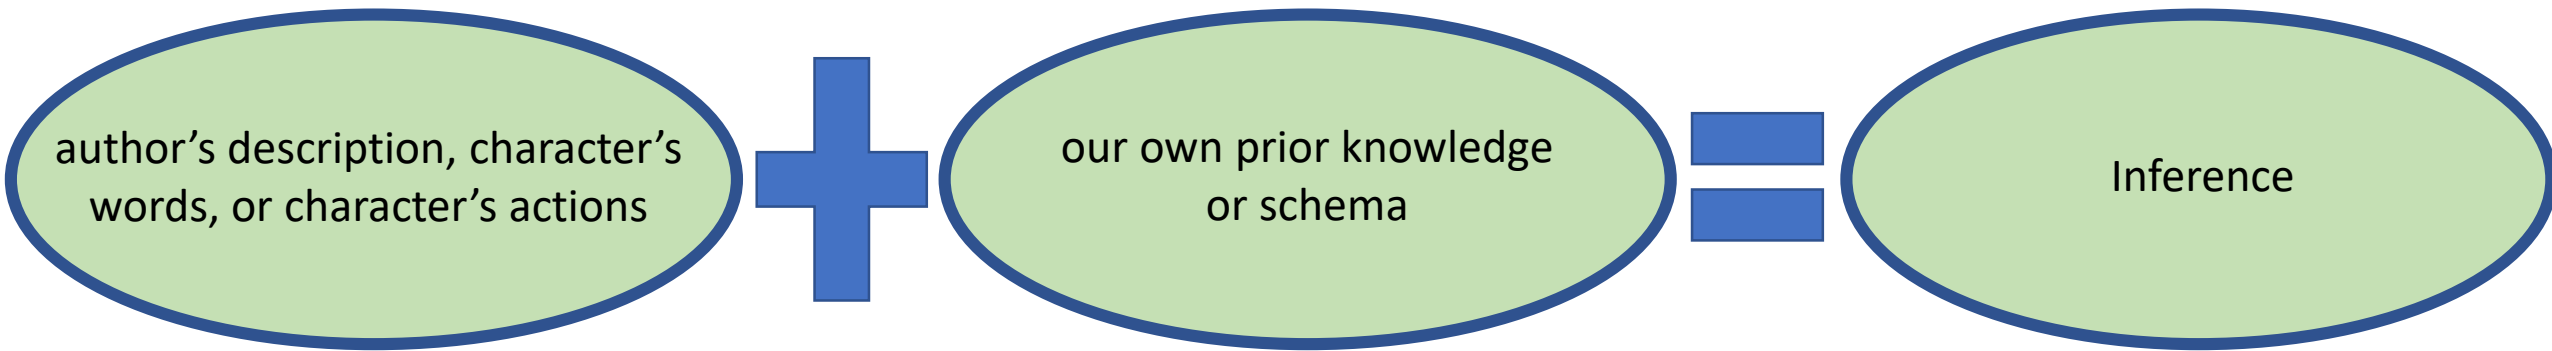 author’s description, character’s
words, or character’s actions
our own prior knowledge
or schema
Inference